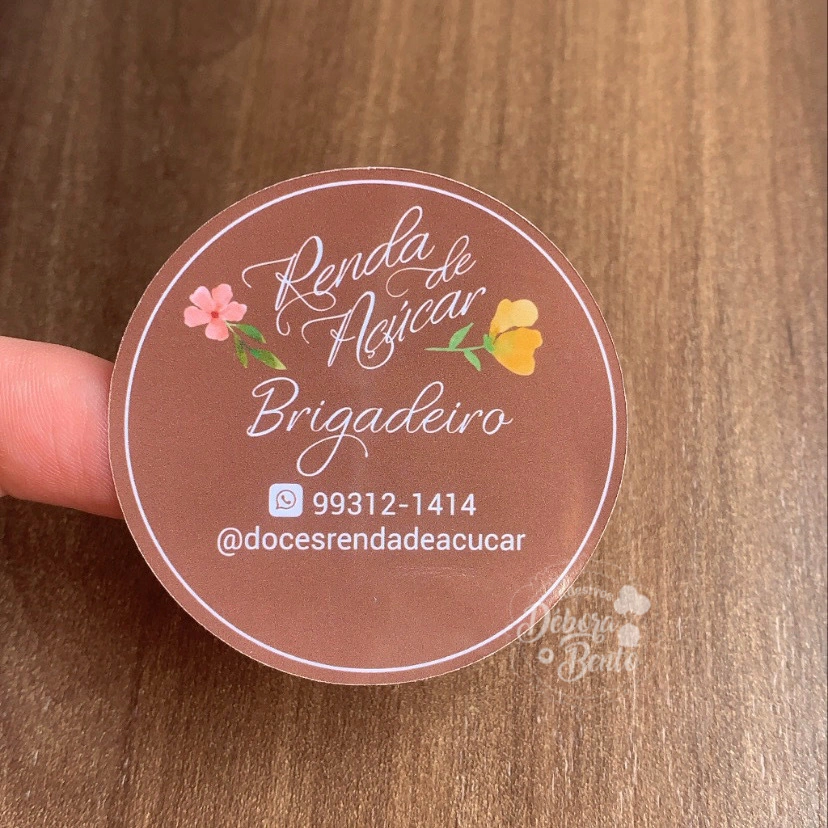 Renda
de
Açúcar
Brigadeiro
99312-1414
@docesrendadeacucar
Debora
Bento